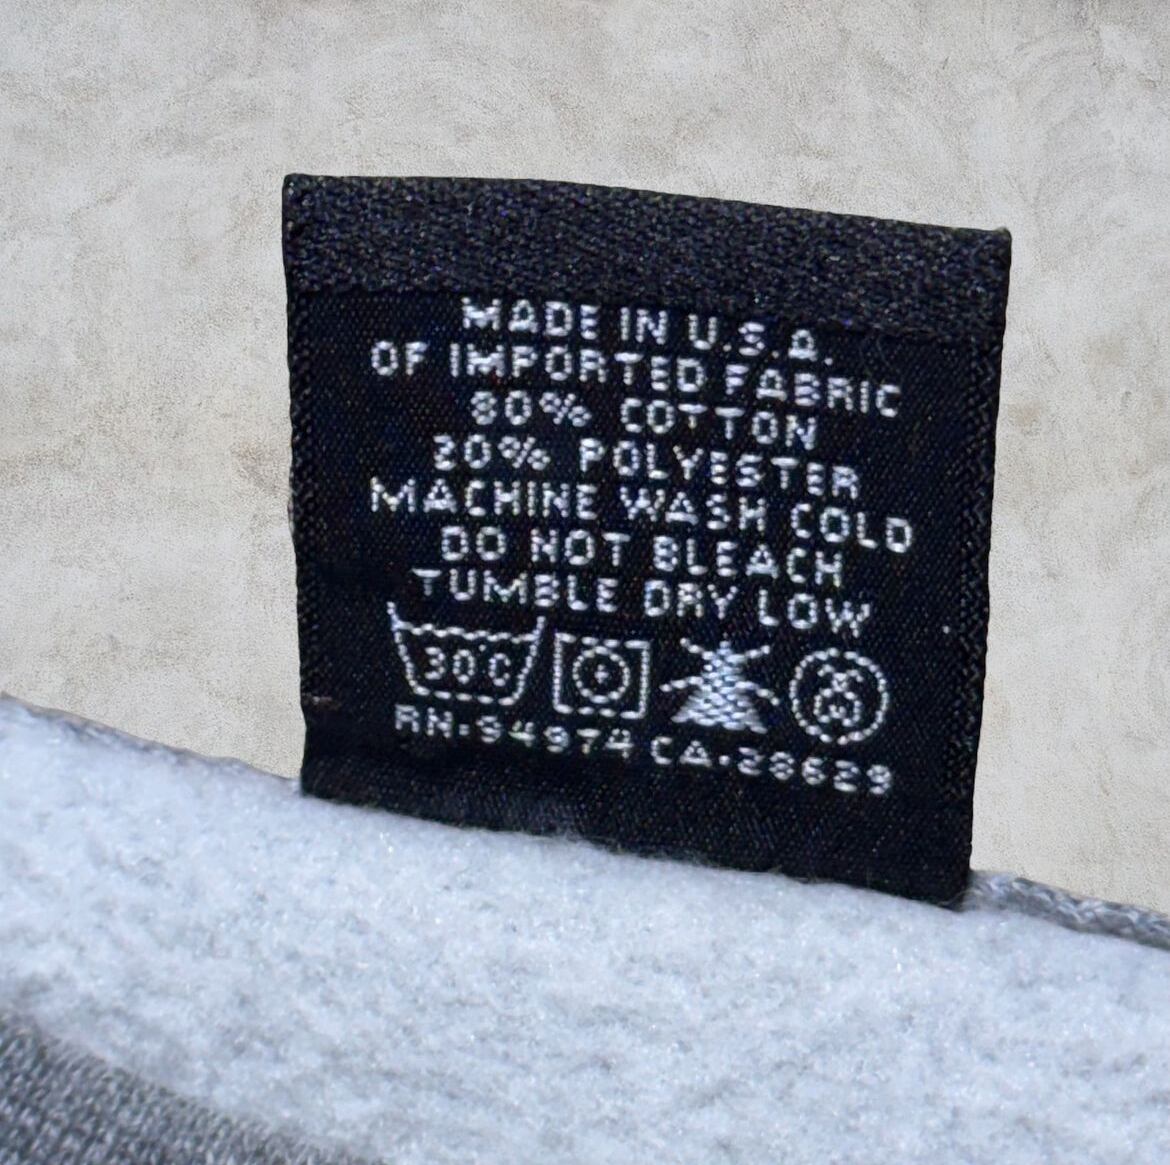 MADE IN U.S.A.
OF IMPORTED FABRIC
80% COTTON
20% POLYESTER
MACHINE WASH COLD
DO NOT BLEACH
TUMBLE DRY LOW
30°C
RN·94974 CA·28629